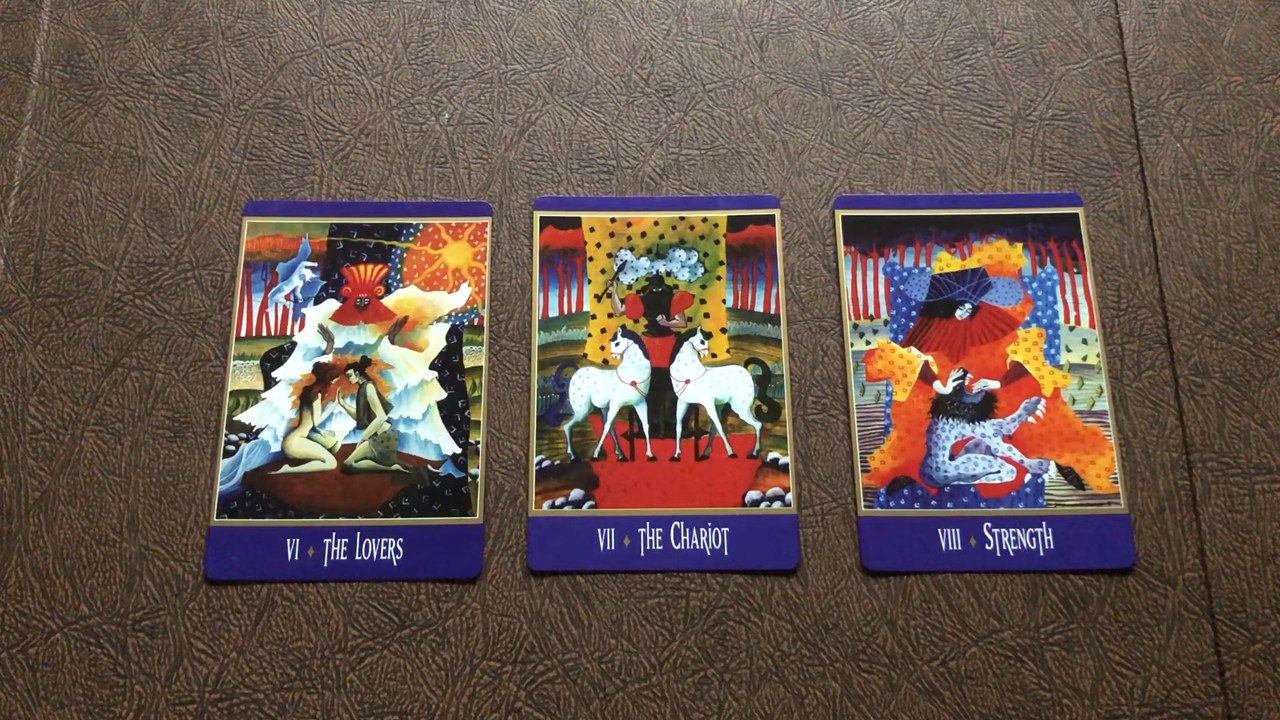 VI ♦ The Lovers
VII ♦ The Chariot
VIII ♦ Strength